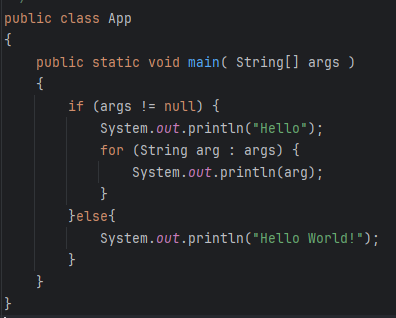 public class App
{
    public static void main( String[] args )
    {
        if (args != null) {
            System.out.println("Hello");
            for (String arg : args) {
                System.out.println(arg);
            }
        }else{
            System.out.println("Hello World!");
        }
    }
}